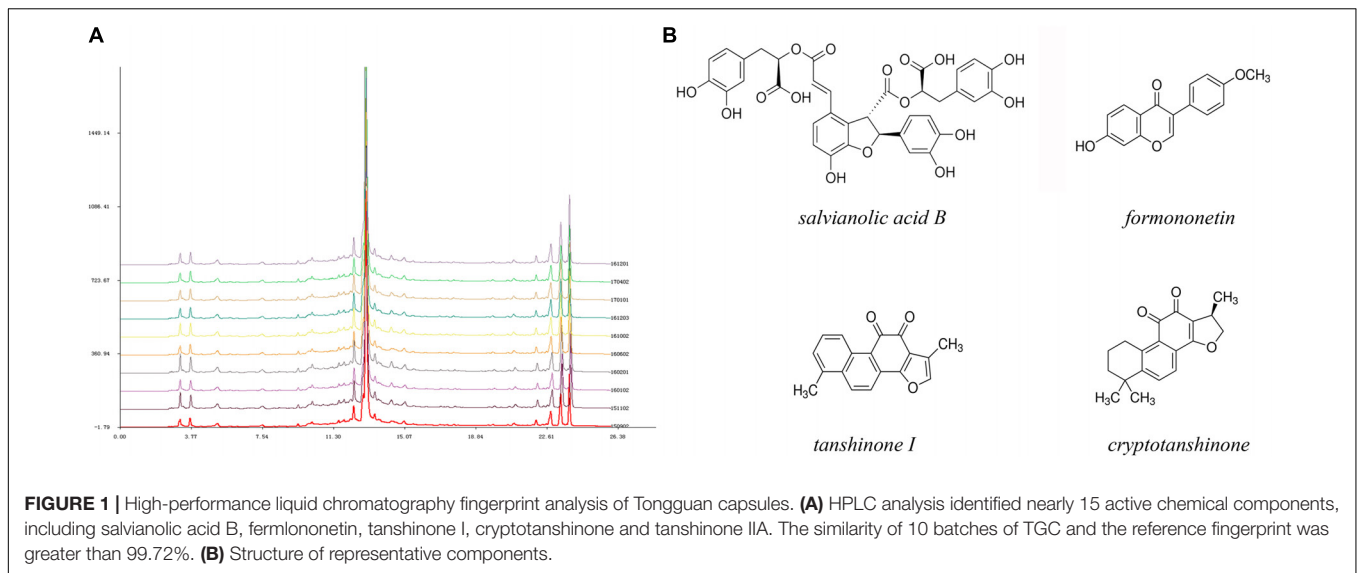 A
1449.14
1086.41
723.67
360.94
-1.79
0.00 3.77 7.54 11.30 15.07 18.84 22.61 26.38
161201
170402
170101
161203
161002
160602
160201
160102
151102
150902
B
HO
OH
O
O
O
OH
O
O
O
OH
O
OH
OH
O
OH
OH
OH
salvianolic acid B
HO
O
O
OCH3
formononetin
O
O
CH3
H3C
O
tanshinone I
O
O
CH3
O
H3C
CH3
cryptotanshinone
FIGURE 1 | High-performance liquid chromatography fingerprint analysis of Tongguan capsules. (A) HPLC analysis identified nearly 15 active chemical components,
including salvianolic acid B, fermlononetin, tanshinone I, cryptotanshinone and tanshinone IIA. The similarity of 10 batches of TGC and the reference fingerprint was
greater than 99.72%. (B) Structure of representative components.